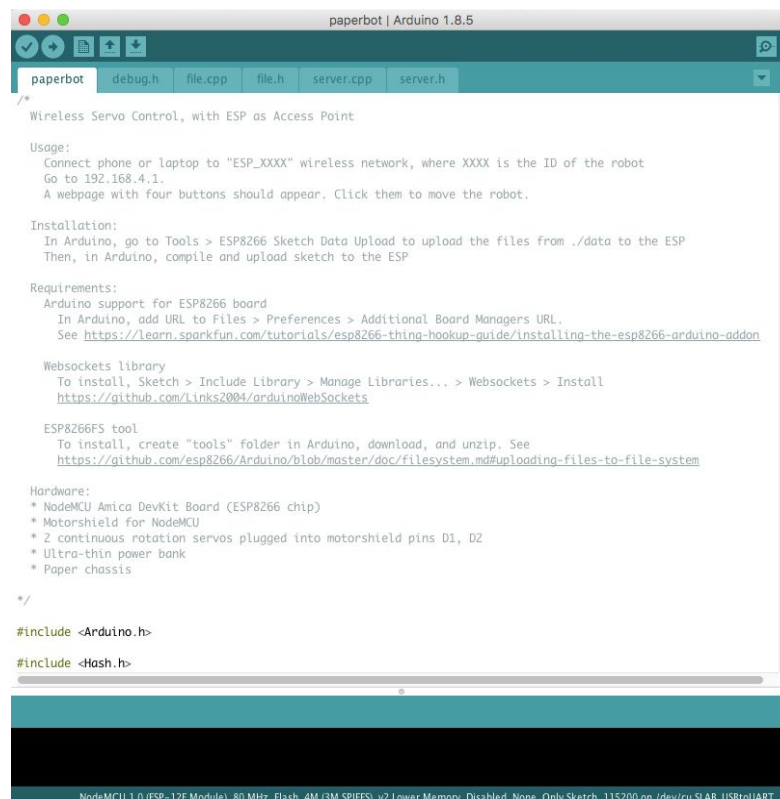 paperbot | Arduino 1.8.5
paperbot debug.h file.cpp file.h server.cpp server.h
/*
Wireless Servo Control, with ESP as Access Point
Usage:
Connect phone or laptop to "ESP_XXXX" wireless network, where XXXX is the ID of the robot
Go to 192.168.4.1.
A webpage with four buttons should appear. Click them to move the robot.
Installation:
In Arduino, go to Tools > ESP8266 Sketch Data Upload to upload the files from ./data to the ESP
Then, in Arduino, compile and upload sketch to the ESP
Requirements:
Arduino support for ESP8266 board
In Arduino, add URL to Files > Preferences > Additional Board Managers URL.
See https://learn.sparkfun.com/tutorials/esp8266-thing-hookup-guide/installing-the-esp8266-arduino-addon
Websockets library
To install, Sketch > Include Library > Manage Libraries... > Websockets > Install
https://github.com/Links2004/arduinoWebSockets
ESP8266FS tool
To install, create "tools" folder in Arduino, download, and unzip. See
https://github.com/esp8266/Arduino/blob/master/doc/filesystem.md#uploading-files-to-file-system
Hardware:
* NodeMCU Amica DevKit Board (ESP8266 chip)
* Motorshield for NodeMCU
* 2 continuous rotation servos plugged into motorshield pins D1, D2
* Ultra-thin power bank
* Paper chassis
*/
#include <Arduino.h>
#include <Hash.h>
NodeMCU 1.0 (ESP-12E Module), 80 MHz, Flash, 4M (3M SPIFFS), v2 Lower Memory, Disabled, None, Only Sketch, 115200 on /dev/cu.SLAB_USBtoUART